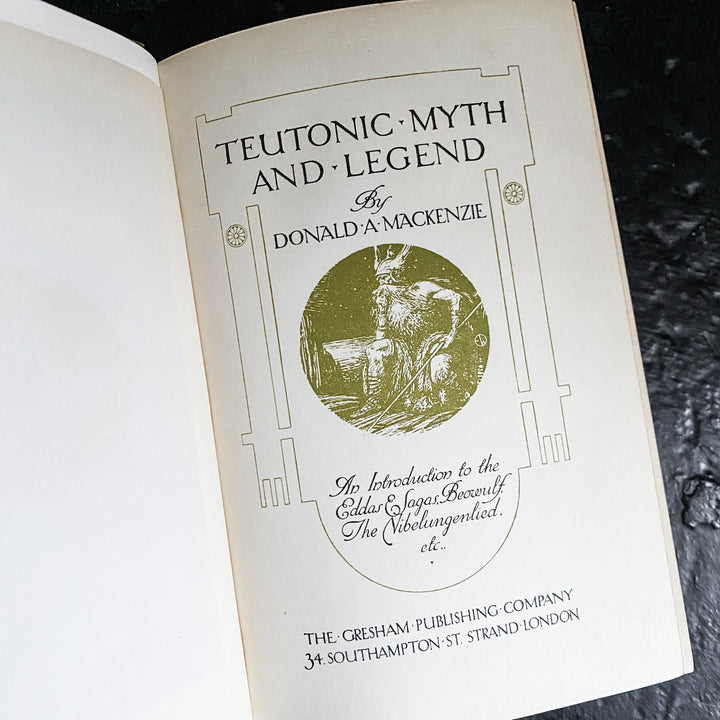 TEUTONIC · MYTH
AND · LEGEND
By
DONALD · A · MACKENZIE
An Introduction to the
Eddas & Sagas, Beowulf,
The Nibelungenlied,
etc..
THE · GRESHAM · PUBLISHING · COMPANY
34. SOUTHAMPTON · ST. STRAND · LONDON